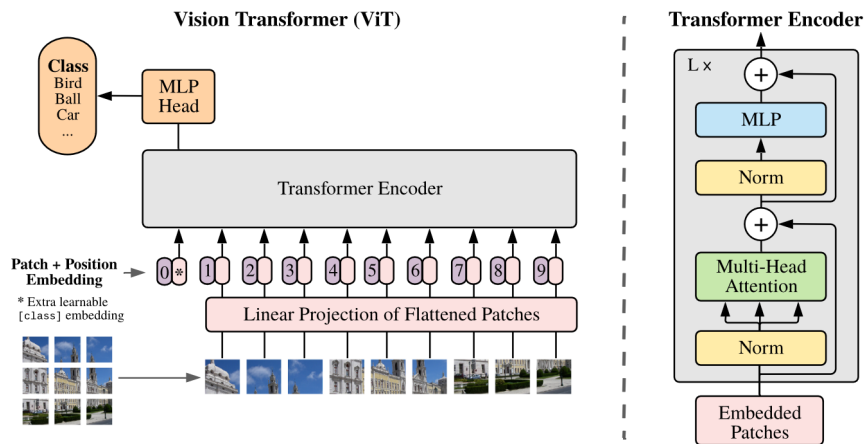 Vision Transformer (ViT)
Class
Bird
Ball
Car
...
MLP
Head
Transformer Encoder
Patch + Position
Embedding
0 * 1 2 3 4 5 6 7 8 9
* Extra learnable
[class] embedding
Linear Projection of Flattened Patches
Transformer Encoder
L ×
+
MLP
Norm
+
Multi-Head
Attention
Norm
Embedded
Patches